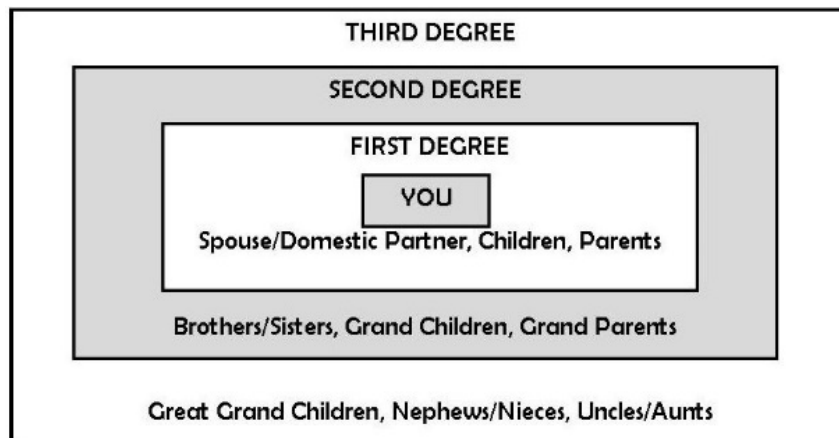 THIRD DEGREE
SECOND DEGREE
FIRST DEGREE
YOU
Spouse/Domestic Partner, Children, Parents
Brothers/Sisters, Grand Children, Grand Parents
Great Grand Children, Nephews/Nieces, Uncles/Aunts